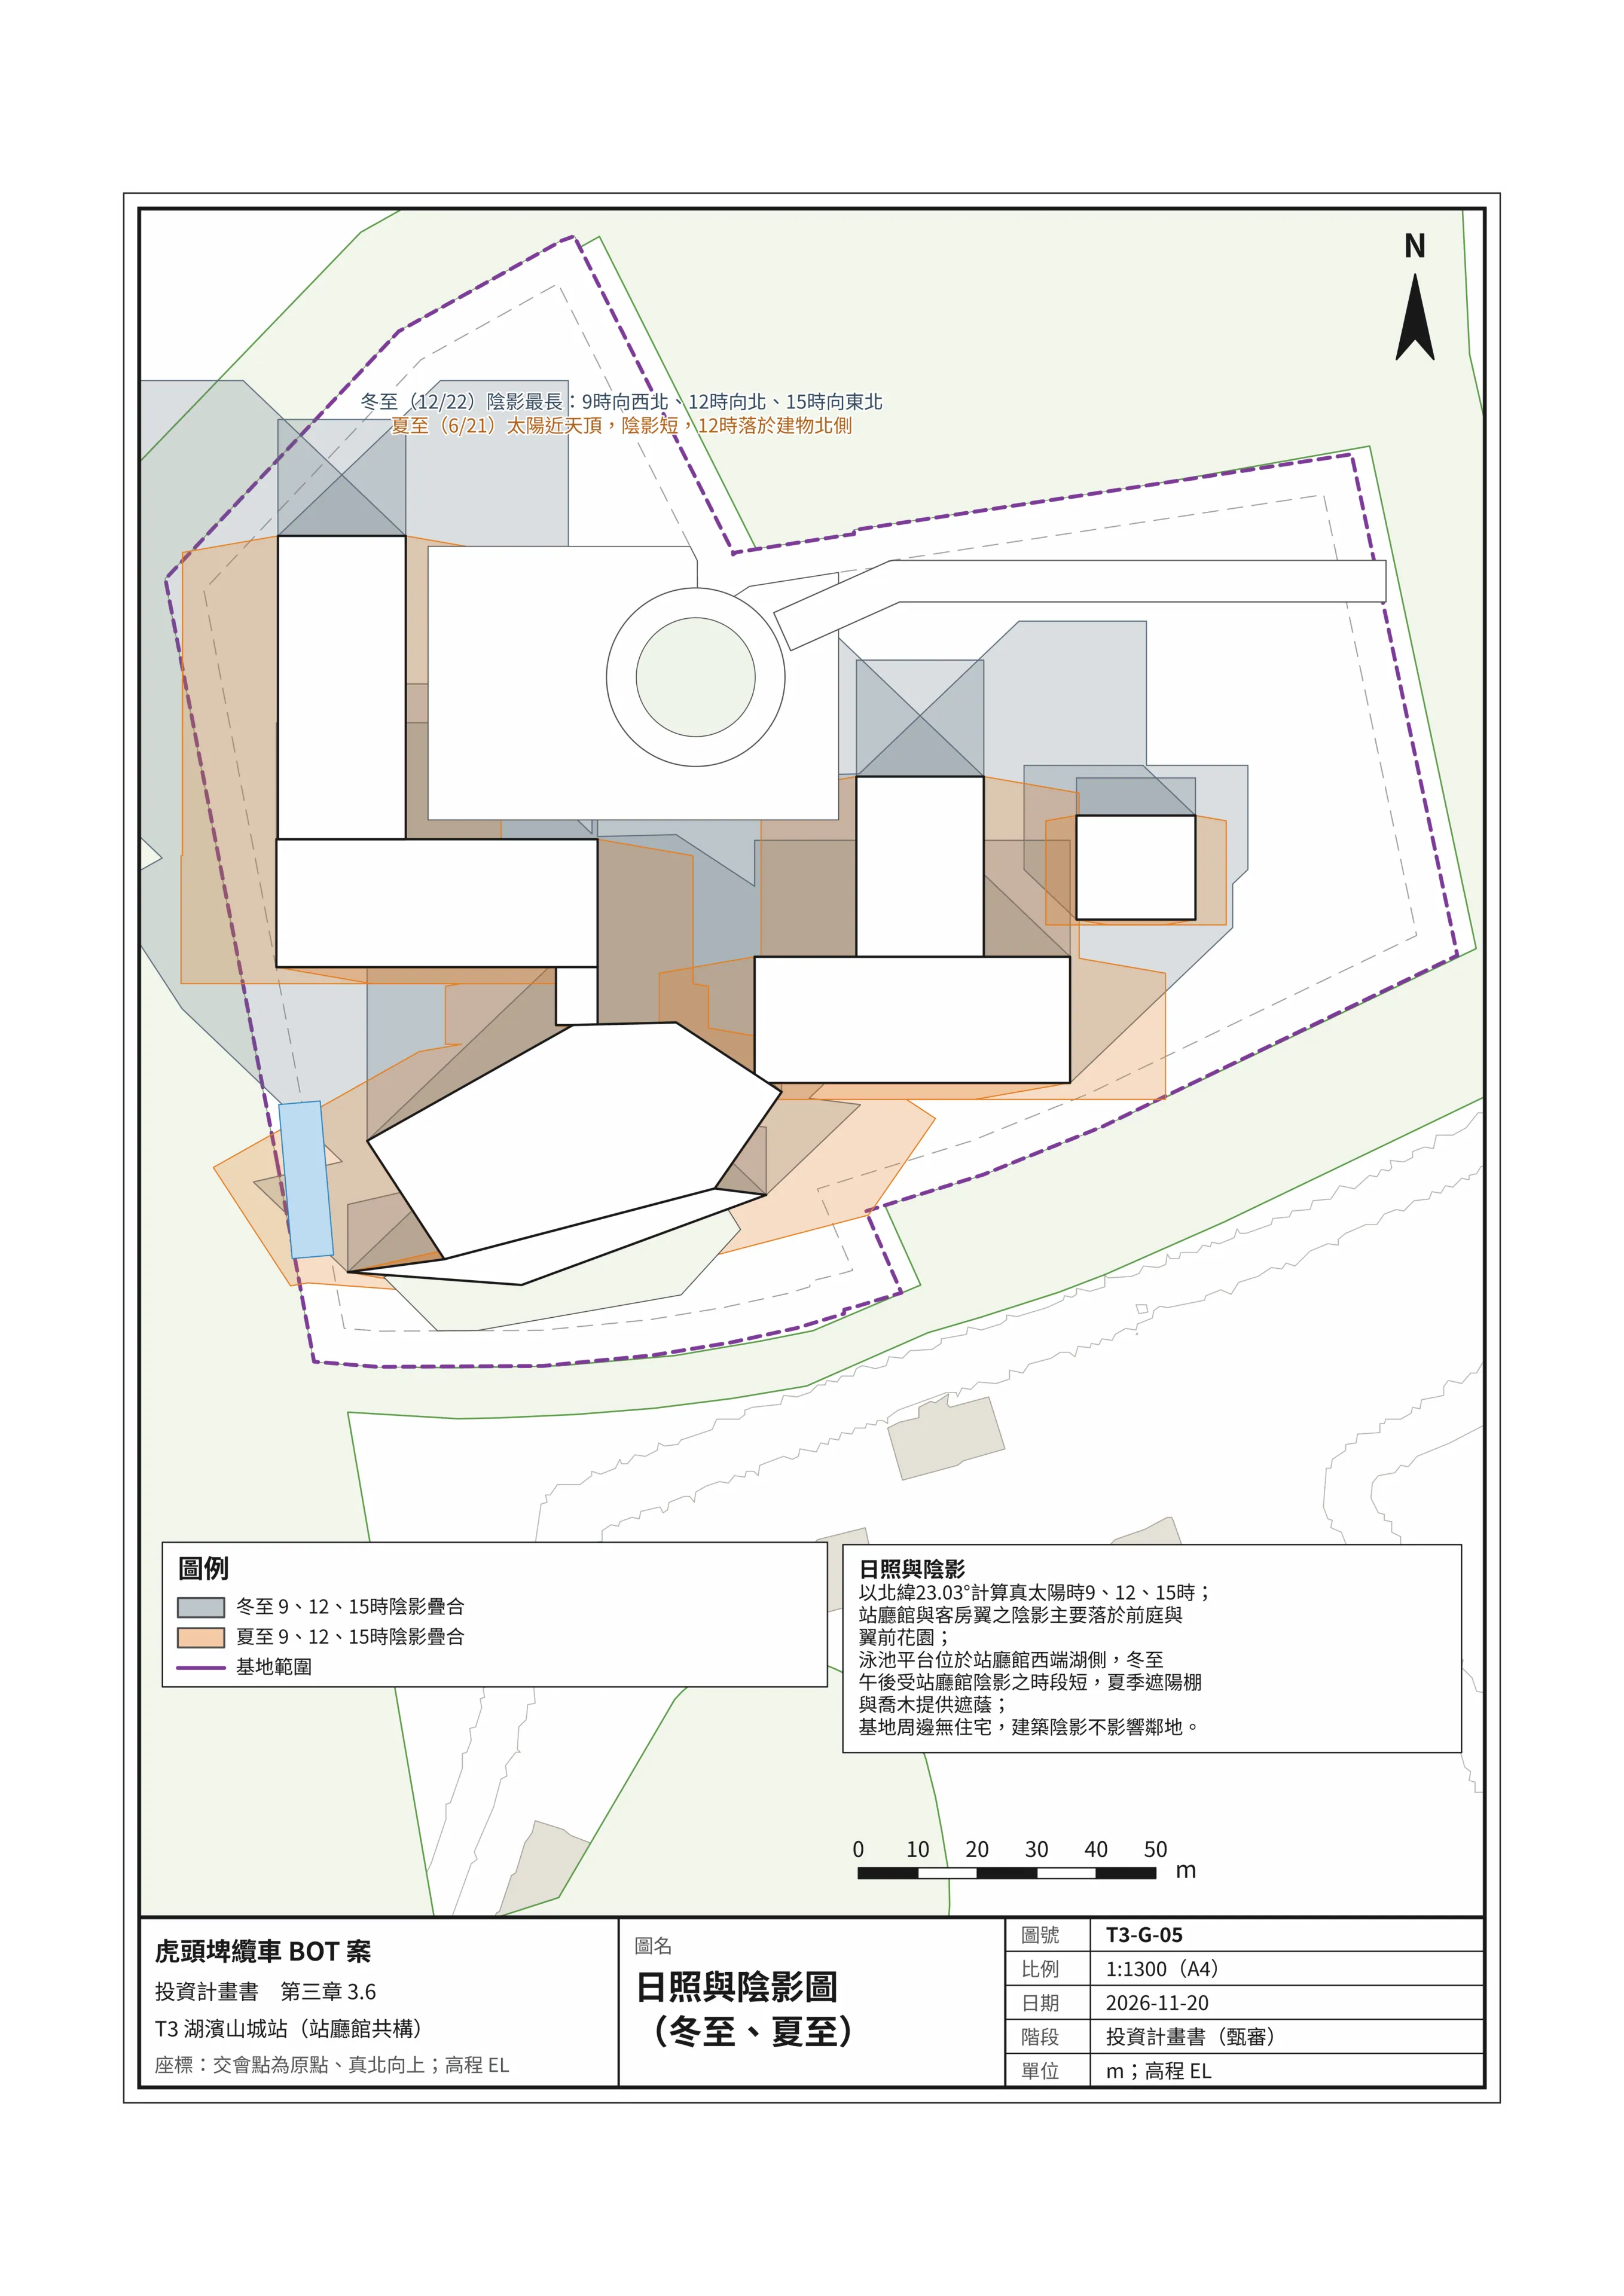 N
冬至（12/22）陰影最長：9時向西北、12時向北、15時向東北
夏至（6/21）太陽近天頂，陰影短，12時落於建物北側
圖例
冬至 9、12、15時陰影疊合
夏至 9、12、15時陰影疊合
基地範圍
日照與陰影
以北緯23.03°計算真太陽時9、12、15時；
站廳館與客房翼之陰影主要落於前庭與
翼前花園；
泳池平台位於站廳館西端湖側，冬至
午後受站廳館陰影之時段短，夏季遮陽棚
與喬木提供遮蔭；
基地周邊無住宅，建築陰影不影響鄰地。
0 10 20 30 40 50 m
虎頭埤纜車 BOT 案
投資計畫書　第三章 3.6
T3 湖濱山城站（站廳館共構）
座標：交會點為原點、真北向上；高程 EL
圖名
日照與陰影圖
（冬至、夏至）
圖號 T3-G-05
比例 1:1300（A4）
日期 2026-11-20
階段 投資計畫書（甄審）
單位 m；高程 EL